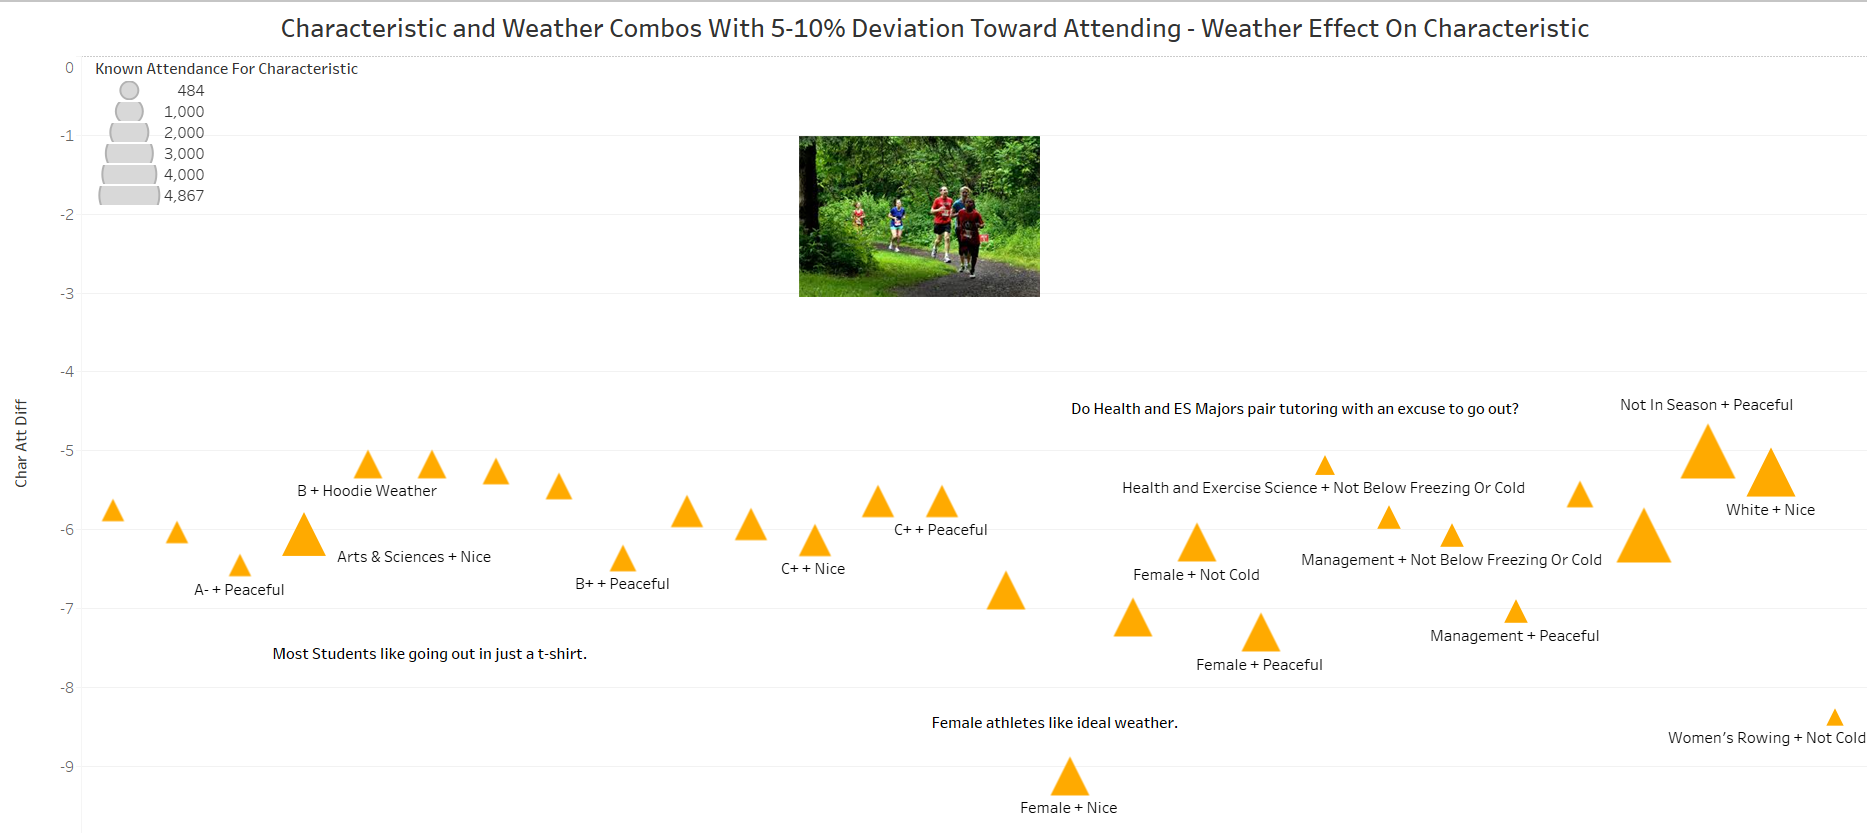 Characteristic and Weather Combos With 5-10% Deviation Toward Attending - Weather Effect On Characteristic
Known Attendance For Characteristic
484
1,000
2,000
3,000
4,000
4,867
Char Att Diff
0
-1
-2
-3
-4
-5
-6
-7
-8
-9
Do Health and ES Majors pair tutoring with an excuse to go out?
Not In Season + Peaceful
B + Hoodie Weather
Health and Exercise Science + Not Below Freezing Or Cold
White + Nice
C+ + Peaceful
Arts & Sciences + Nice
Management + Not Below Freezing Or Cold
C+ + Nice
Female + Not Cold
B+ + Peaceful
A- + Peaceful
Management + Peaceful
Most Students like going out in just a t-shirt.
Female + Peaceful
Female athletes like ideal weather.
Women's Rowing + Not Cold
Female + Nice